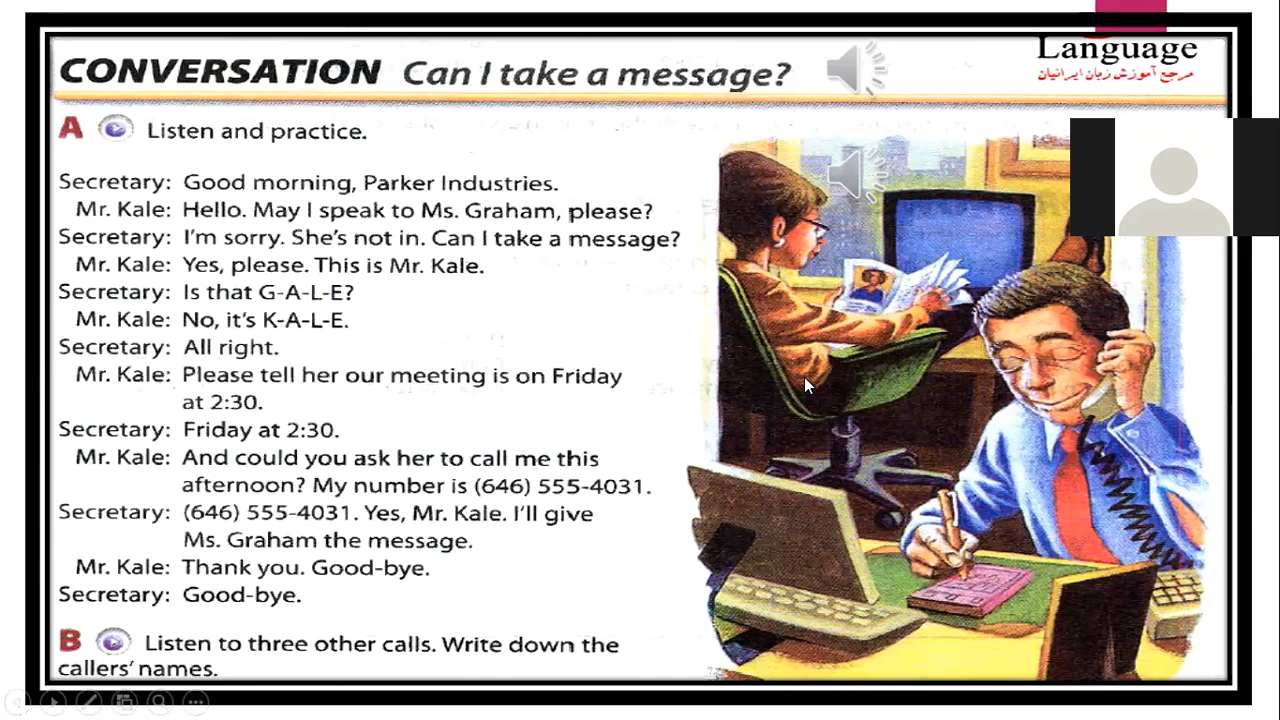 CONVERSATION Can I take a message?
Language
مرجع آموزش زبان ایرانیان
A Listen and practice.
Secretary: Good morning, Parker Industries.
Mr. Kale: Hello. May I speak to Ms. Graham, please?
Secretary: I'm sorry. She's not in. Can I take a message?
Mr. Kale: Yes, please. This is Mr. Kale.
Secretary: Is that G-A-L-E?
Mr. Kale: No, it's K-A-L-E.
Secretary: All right.
Mr. Kale: Please tell her our meeting is on Friday
at 2:30.
Secretary: Friday at 2:30.
Mr. Kale: And could you ask her to call me this
afternoon? My number is (646) 555-4031.
Secretary: (646) 555-4031. Yes, Mr. Kale. I'll give
Ms. Graham the message.
Mr. Kale: Thank you. Good-bye.
Secretary: Good-bye.
B Listen to three other calls. Write down the
callers' names.